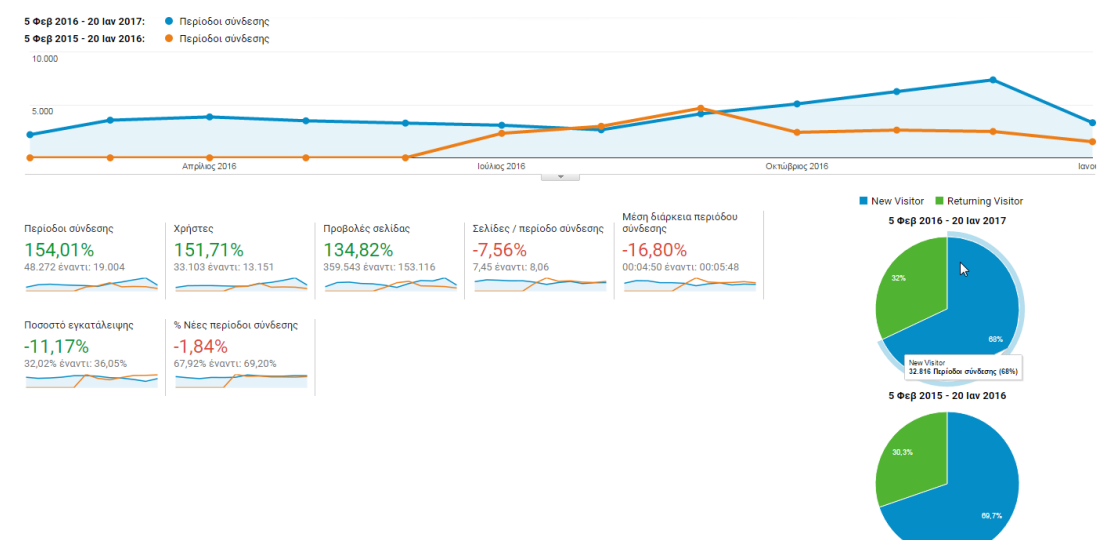 5 Φεβ 2016 - 20 Ιαν 2017: Περίοδοι σύνδεσης
5 Φεβ 2015 - 20 Ιαν 2016: Περίοδοι σύνδεσης
10.000
5.000
Απρίλιος 2016 Ιούλιος 2016 Οκτώβριος 2016 Ιανου
New Visitor Returning Visitor
5 Φεβ 2016 - 20 Ιαν 2017
32%
68%
New Visitor
32.816 Περίοδοι σύνδεσης (68%)
5 Φεβ 2015 - 20 Ιαν 2016
30,3%
69,7%
Περίοδοι σύνδεσης
154,01%
48.272 έναντι: 19.004
Χρήστες
151,71%
33.103 έναντι: 13.151
Προβολές σελίδας
134,82%
359.543 έναντι: 153.116
Σελίδες / περίοδο σύνδεσης
-7,56%
7,45 έναντι: 8,06
Μέση διάρκεια περιόδου
σύνδεσης
-16,80%
00:04:50 έναντι: 00:05:48
Ποσοστό εγκατάλειψης
-11,17%
32,02% έναντι: 36,05%
% Νέες περίοδοι σύνδεσης
-1,84%
67,92% έναντι: 69,20%